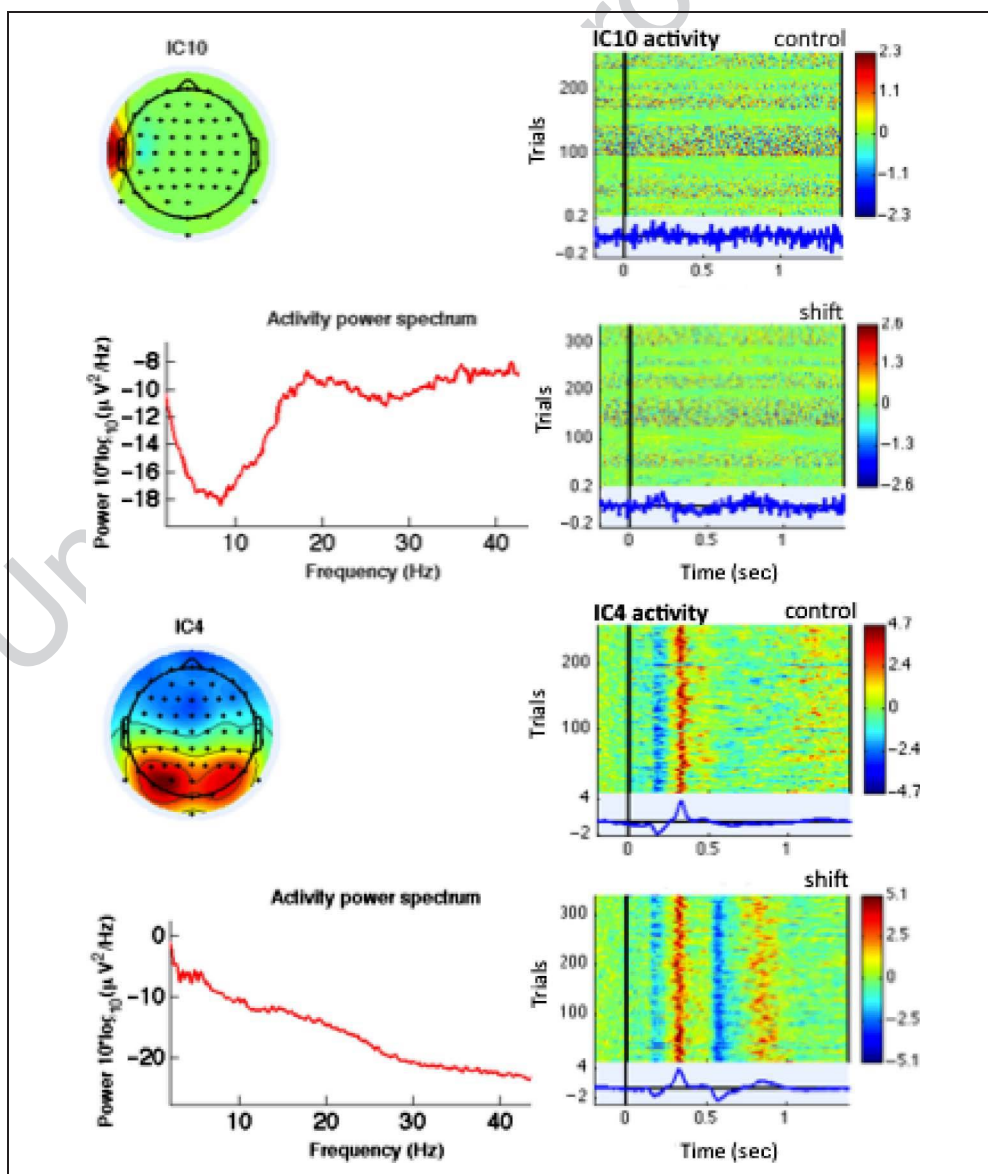 IC10
IC10 activity control
Trials
200
100
0.2
−0.2
0 0.5 1
2.3
1.1
0
−1.1
−2.3
Activity power spectrum
Power 10*log10(μ V2/Hz)
−8
−10
−12
−14
−16
−18
10 20 30 40
Frequency (Hz)
shift
Trials
300
200
100
0.2
−0.2
0 0.5 1
Time (sec)
2.6
1.3
0
−1.3
−2.6
IC4
IC4 activity control
Trials
200
100
4
−2
0 0.5 1
4.7
2.4
0
−2.4
−4.7
Activity power spectrum
Power 10*log10(μ V2/Hz)
0
−10
−20
10 20 30 40
Frequency (Hz)
shift
Trials
300
200
100
4
−2
0 0.5 1
Time (sec)
5.1
2.5
0
−2.5
−5.1